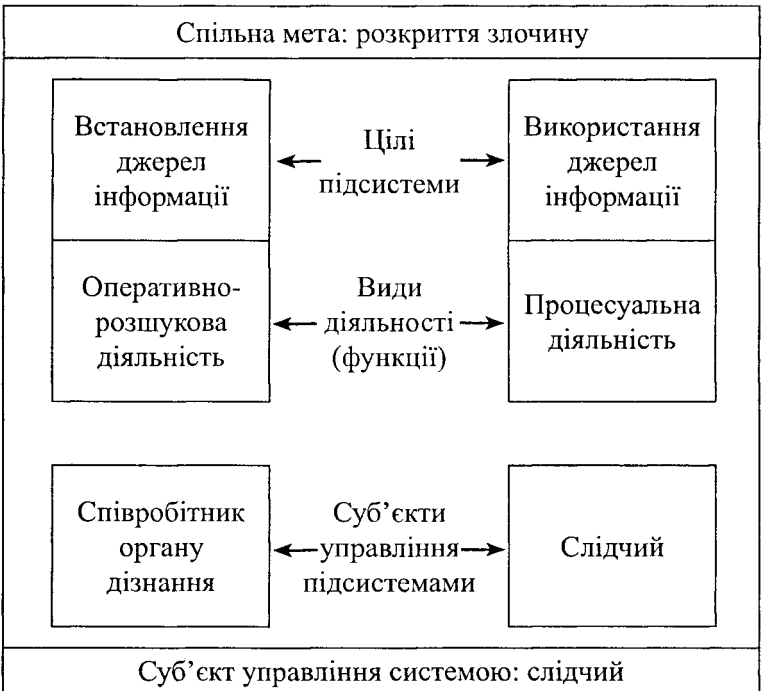 Спільна мета: розкриття злочину
Встановлення
джерел
інформації
Цілі
підсистеми
Використання
джерел
інформації
Оперативно-
розшукова
діяльність
Види
діяльності
(функції)
Процесуальна
діяльність
Співробітник
органу
дізнання
Суб’єкти
управління
підсистемами
Слідчий
Суб’єкт управління системою: слідчий